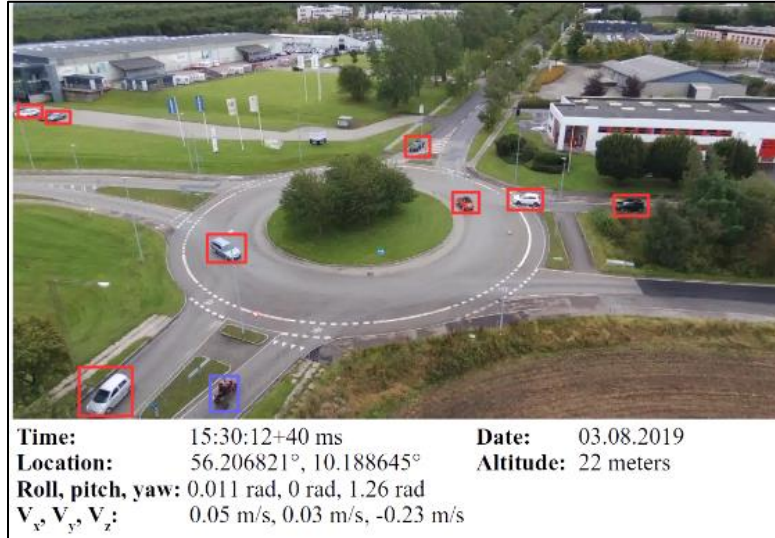 Time: 15:30:12+40 ms Date: 03.08.2019
Location: 56.206821°, 10.188645° Altitude: 22 meters
Roll, pitch, yaw: 0.011 rad, 0 rad, 1.26 rad
Vx, Vy, Vz: 0.05 m/s, 0.03 m/s, -0.23 m/s